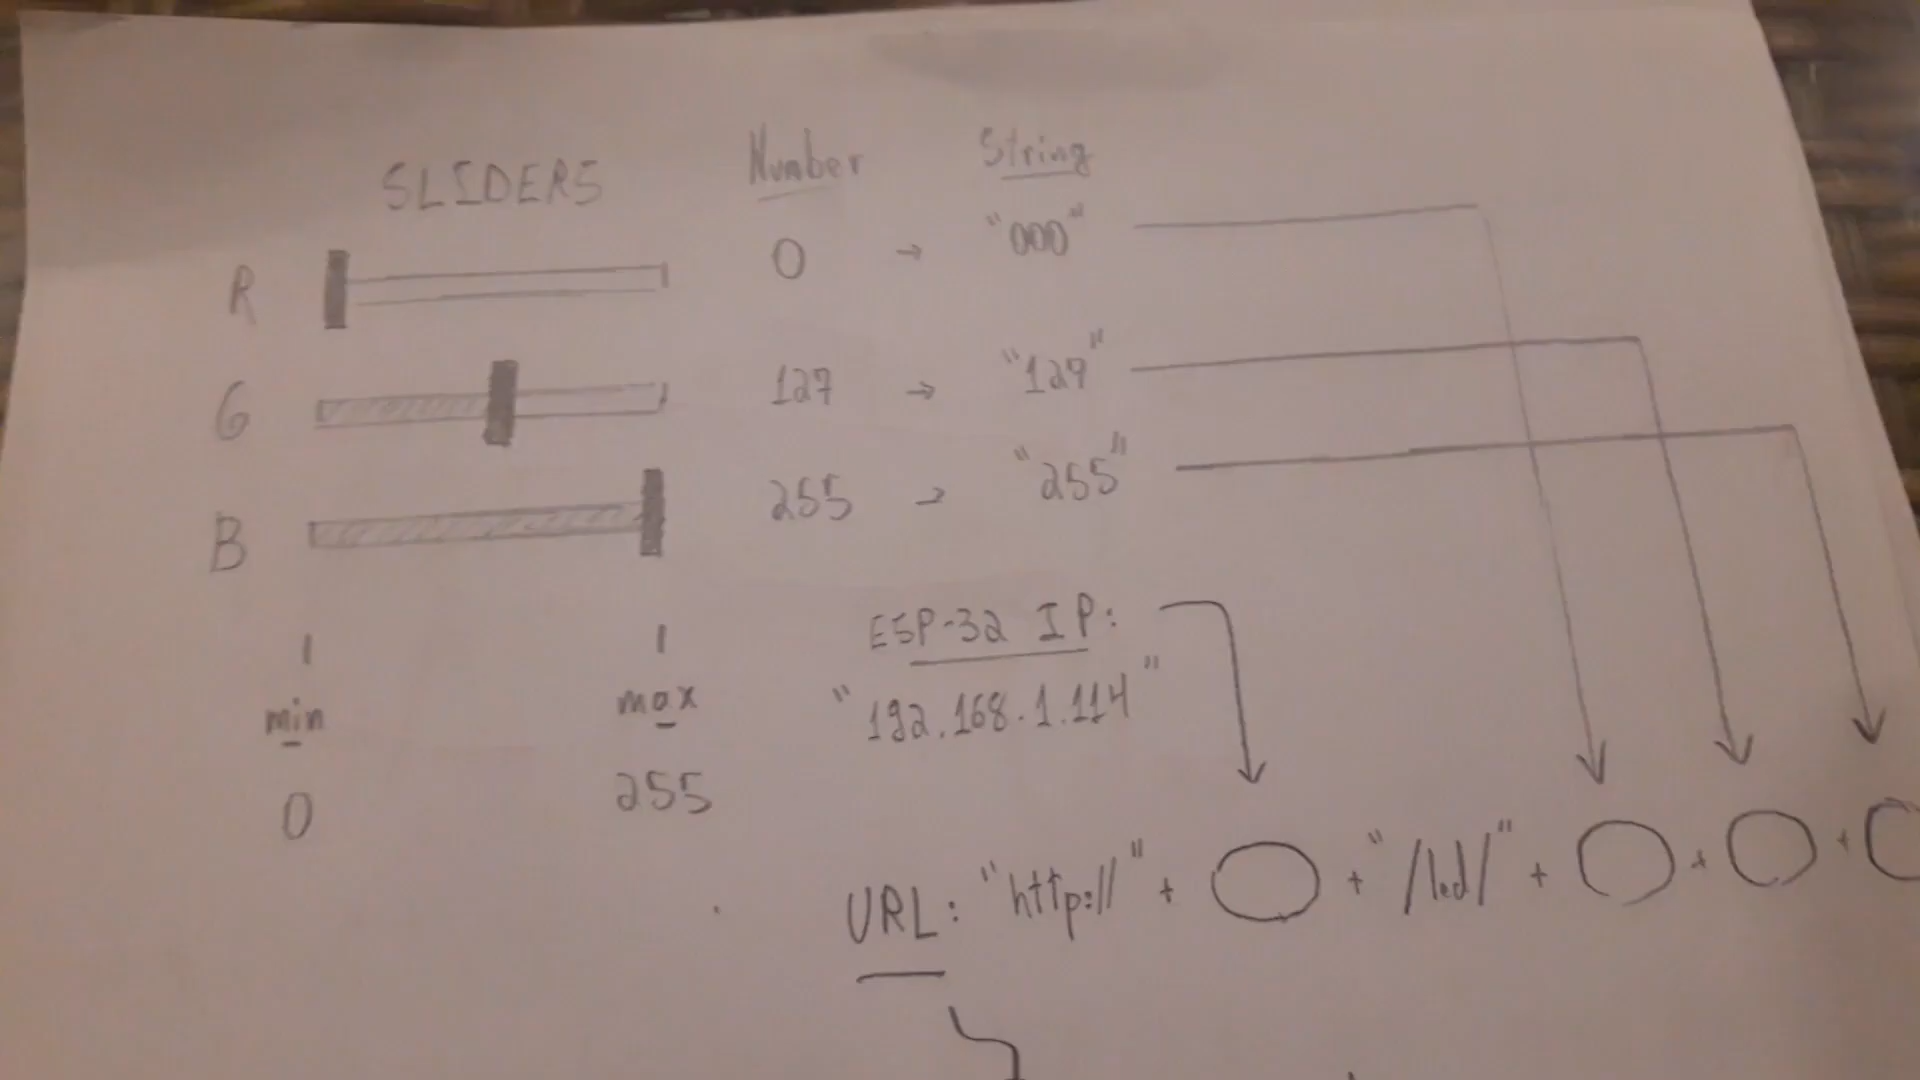 SLIDERS Number String
R 0 → "000"
G 127 → "127"
B 255 → "255"
min max
0 255
ESP-32 IP:
"192.168.1.114"
URL: "http://" + + "/led/" + + +